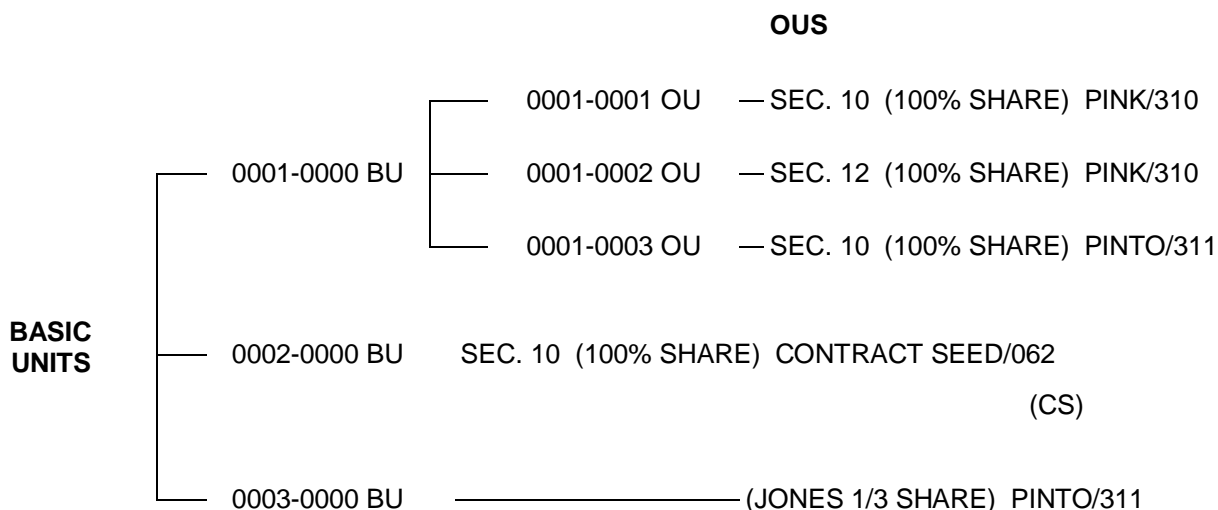 OUS
0001-0001 OU SEC. 10 (100% SHARE) PINK/310
0001-0000 BU 0001-0002 OU SEC. 12 (100% SHARE) PINK/310
0001-0003 OU SEC. 10 (100% SHARE) PINTO/311
BASIC
UNITS
0002-0000 BU SEC. 10 (100% SHARE) CONTRACT SEED/062
(CS)
0003-0000 BU (JONES 1/3 SHARE) PINTO/311